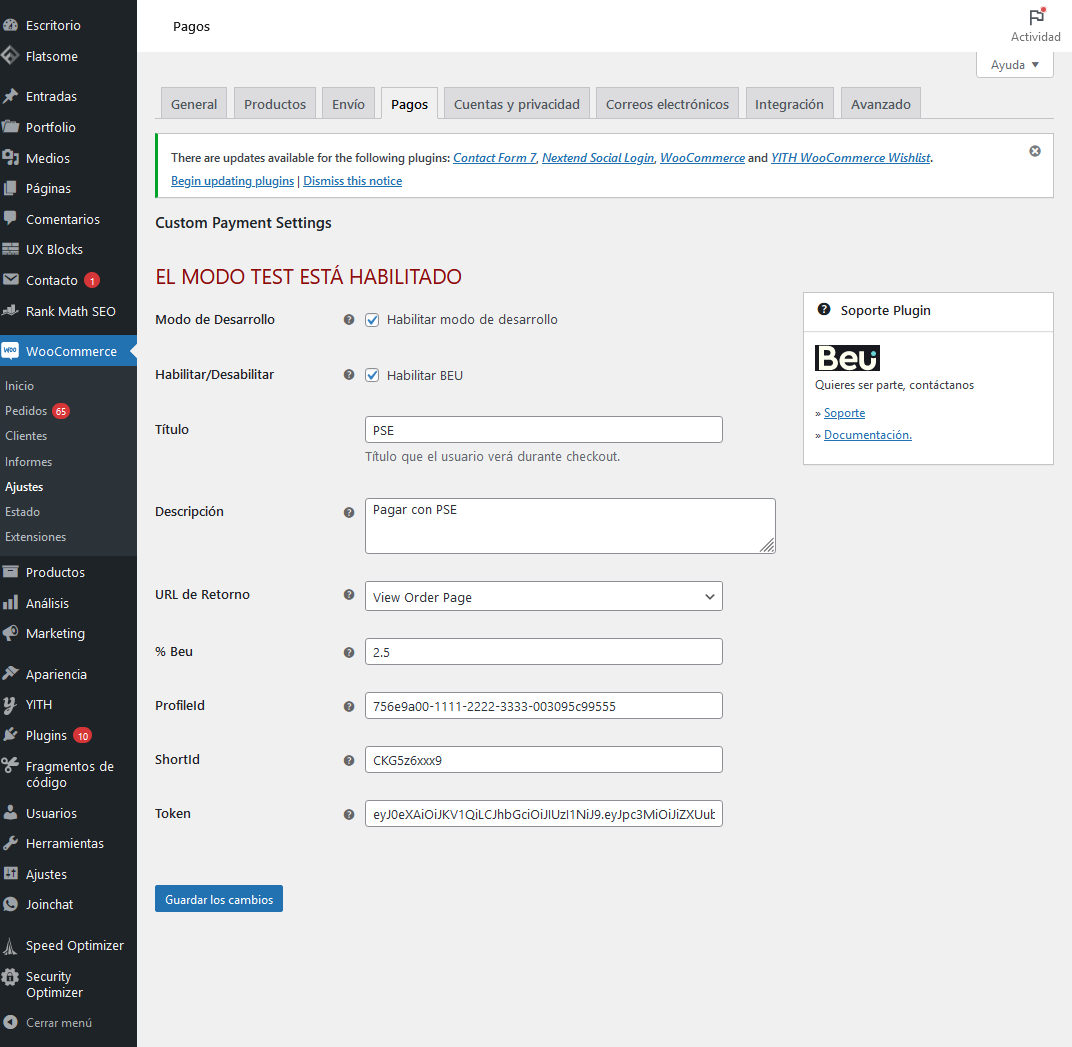 Escritorio
Flatsome
Entradas
Portfolio
Medios
Páginas
Comentarios
UX Blocks
Contacto 1
Rank Math SEO
WooCommerce
Inicio
Pedidos 65
Clientes
Informes
Ajustes
Estado
Extensiones
Productos
Análisis
Marketing
Apariencia
YITH
Plugins 10
Fragmentos de
código
Usuarios
Herramientas
Ajustes
Joinchat
Speed Optimizer
Security
Optimizer
Cerrar menú
Pagos
Actividad
Ayuda
General Productos Envío Pagos Cuentas y privacidad Correos electrónicos Integración Avanzado
There are updates available for the following plugins: Contact Form 7, Nextend Social Login, WooCommerce and YITH WooCommerce Wishlist.
Begin updating plugins | Dismiss this notice
Custom Payment Settings
EL MODO TEST ESTÁ HABILITADO
Modo de Desarrollo Habilitar modo de desarrollo
Habilitar/Desabilitar Habilitar BEU
Título PSE
Título que el usuario verá durante checkout.
Descripción Pagar con PSE
URL de Retorno View Order Page
% Beu 2.5
ProfileId 756e9a00-1111-2222-3333-003095c99555
ShortId CKG5z6xxx9
Token eyJ0eXAiOiJKV1QiLCJhbGciOiJIUzI1NiJ9.eyJpc3MiOiJiZXUub
Guardar los cambios
Soporte Plugin
Beu
Quieres ser parte, contáctanos
» Soporte
» Documentación.